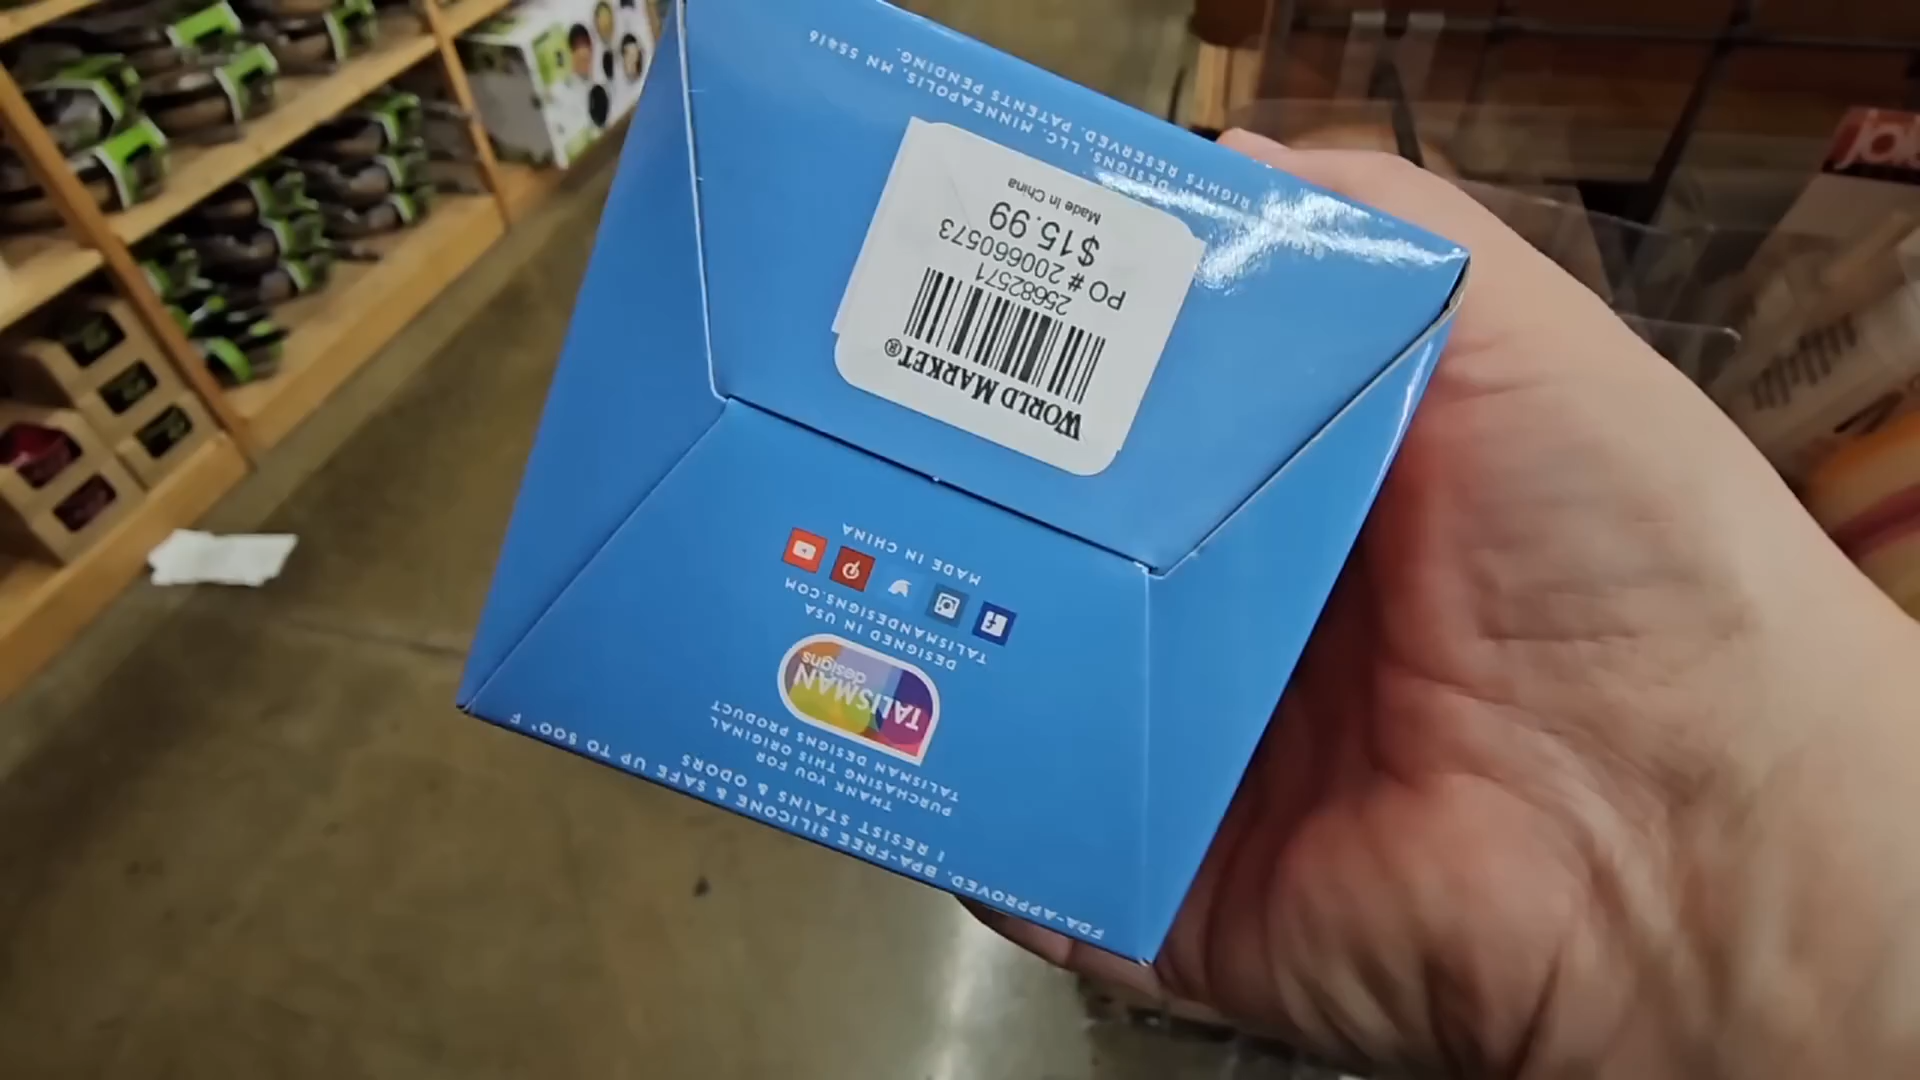 FDA-APPROVED, BPA-FREE SILICONE & SAFE UP TO 500° F
I RESIST STAINS & ODORS
THANK YOU FOR
PURCHASING THIS ORIGINAL
TALISMAN DESIGNS PRODUCT
TALISMAN
designs
DESIGNED IN USA
TALISMANDESIGNS.COM
MADE IN CHINA
WORLD MARKET®
25682571
PO # 200660573
$15.99
Made In China
DESIGNS, LLC, MINNEAPOLIS, MN 55416
RIGHTS RESERVED. PATENTS PENDING.